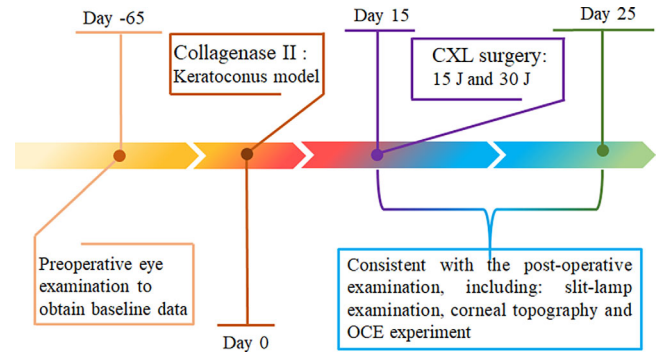 Day -65
Collagenase II :
Keratoconus model
Day 15
CXL surgery:
15 J and 30 J
Day 25
Preoperative eye
examination to
obtain baseline data
Day 0
Consistent with the post-operative
examination, including: slit-lamp
examination, corneal topography and
OCE experiment